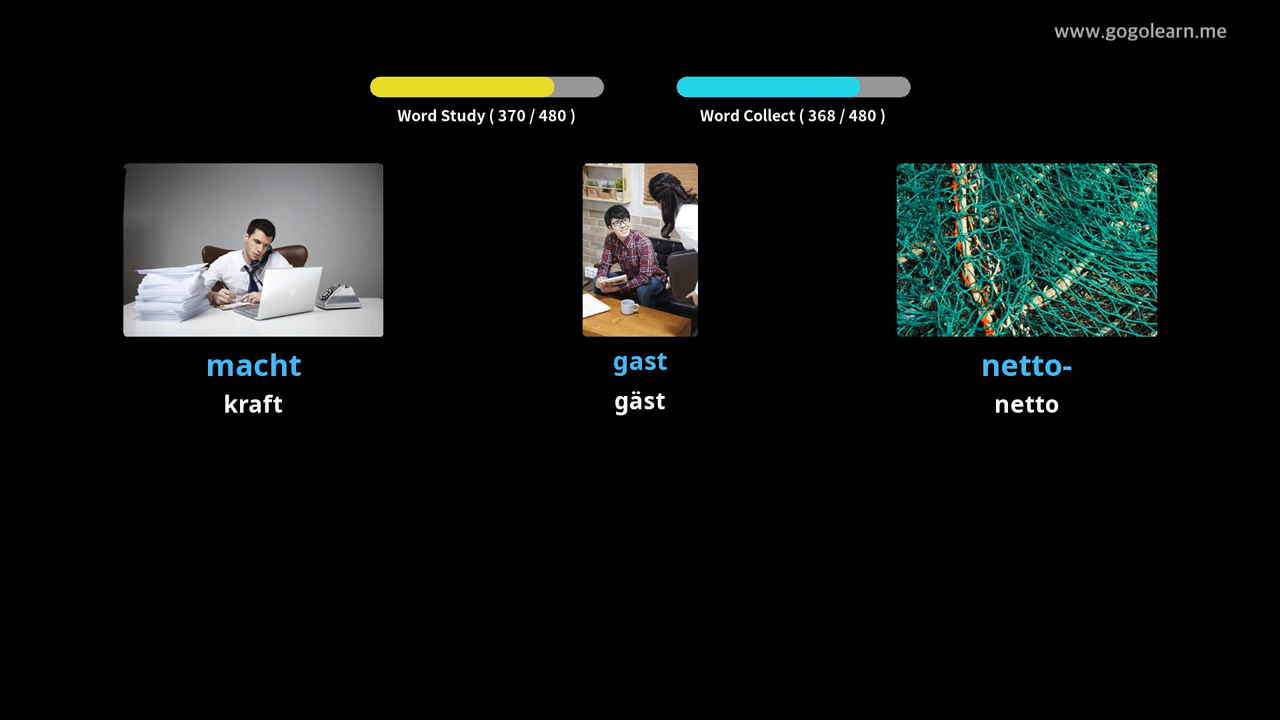 www.gogolearn.me
Word Study ( 370 / 480 )
Word Collect ( 368 / 480 )
macht
kraft
gast
gäst
netto-
netto